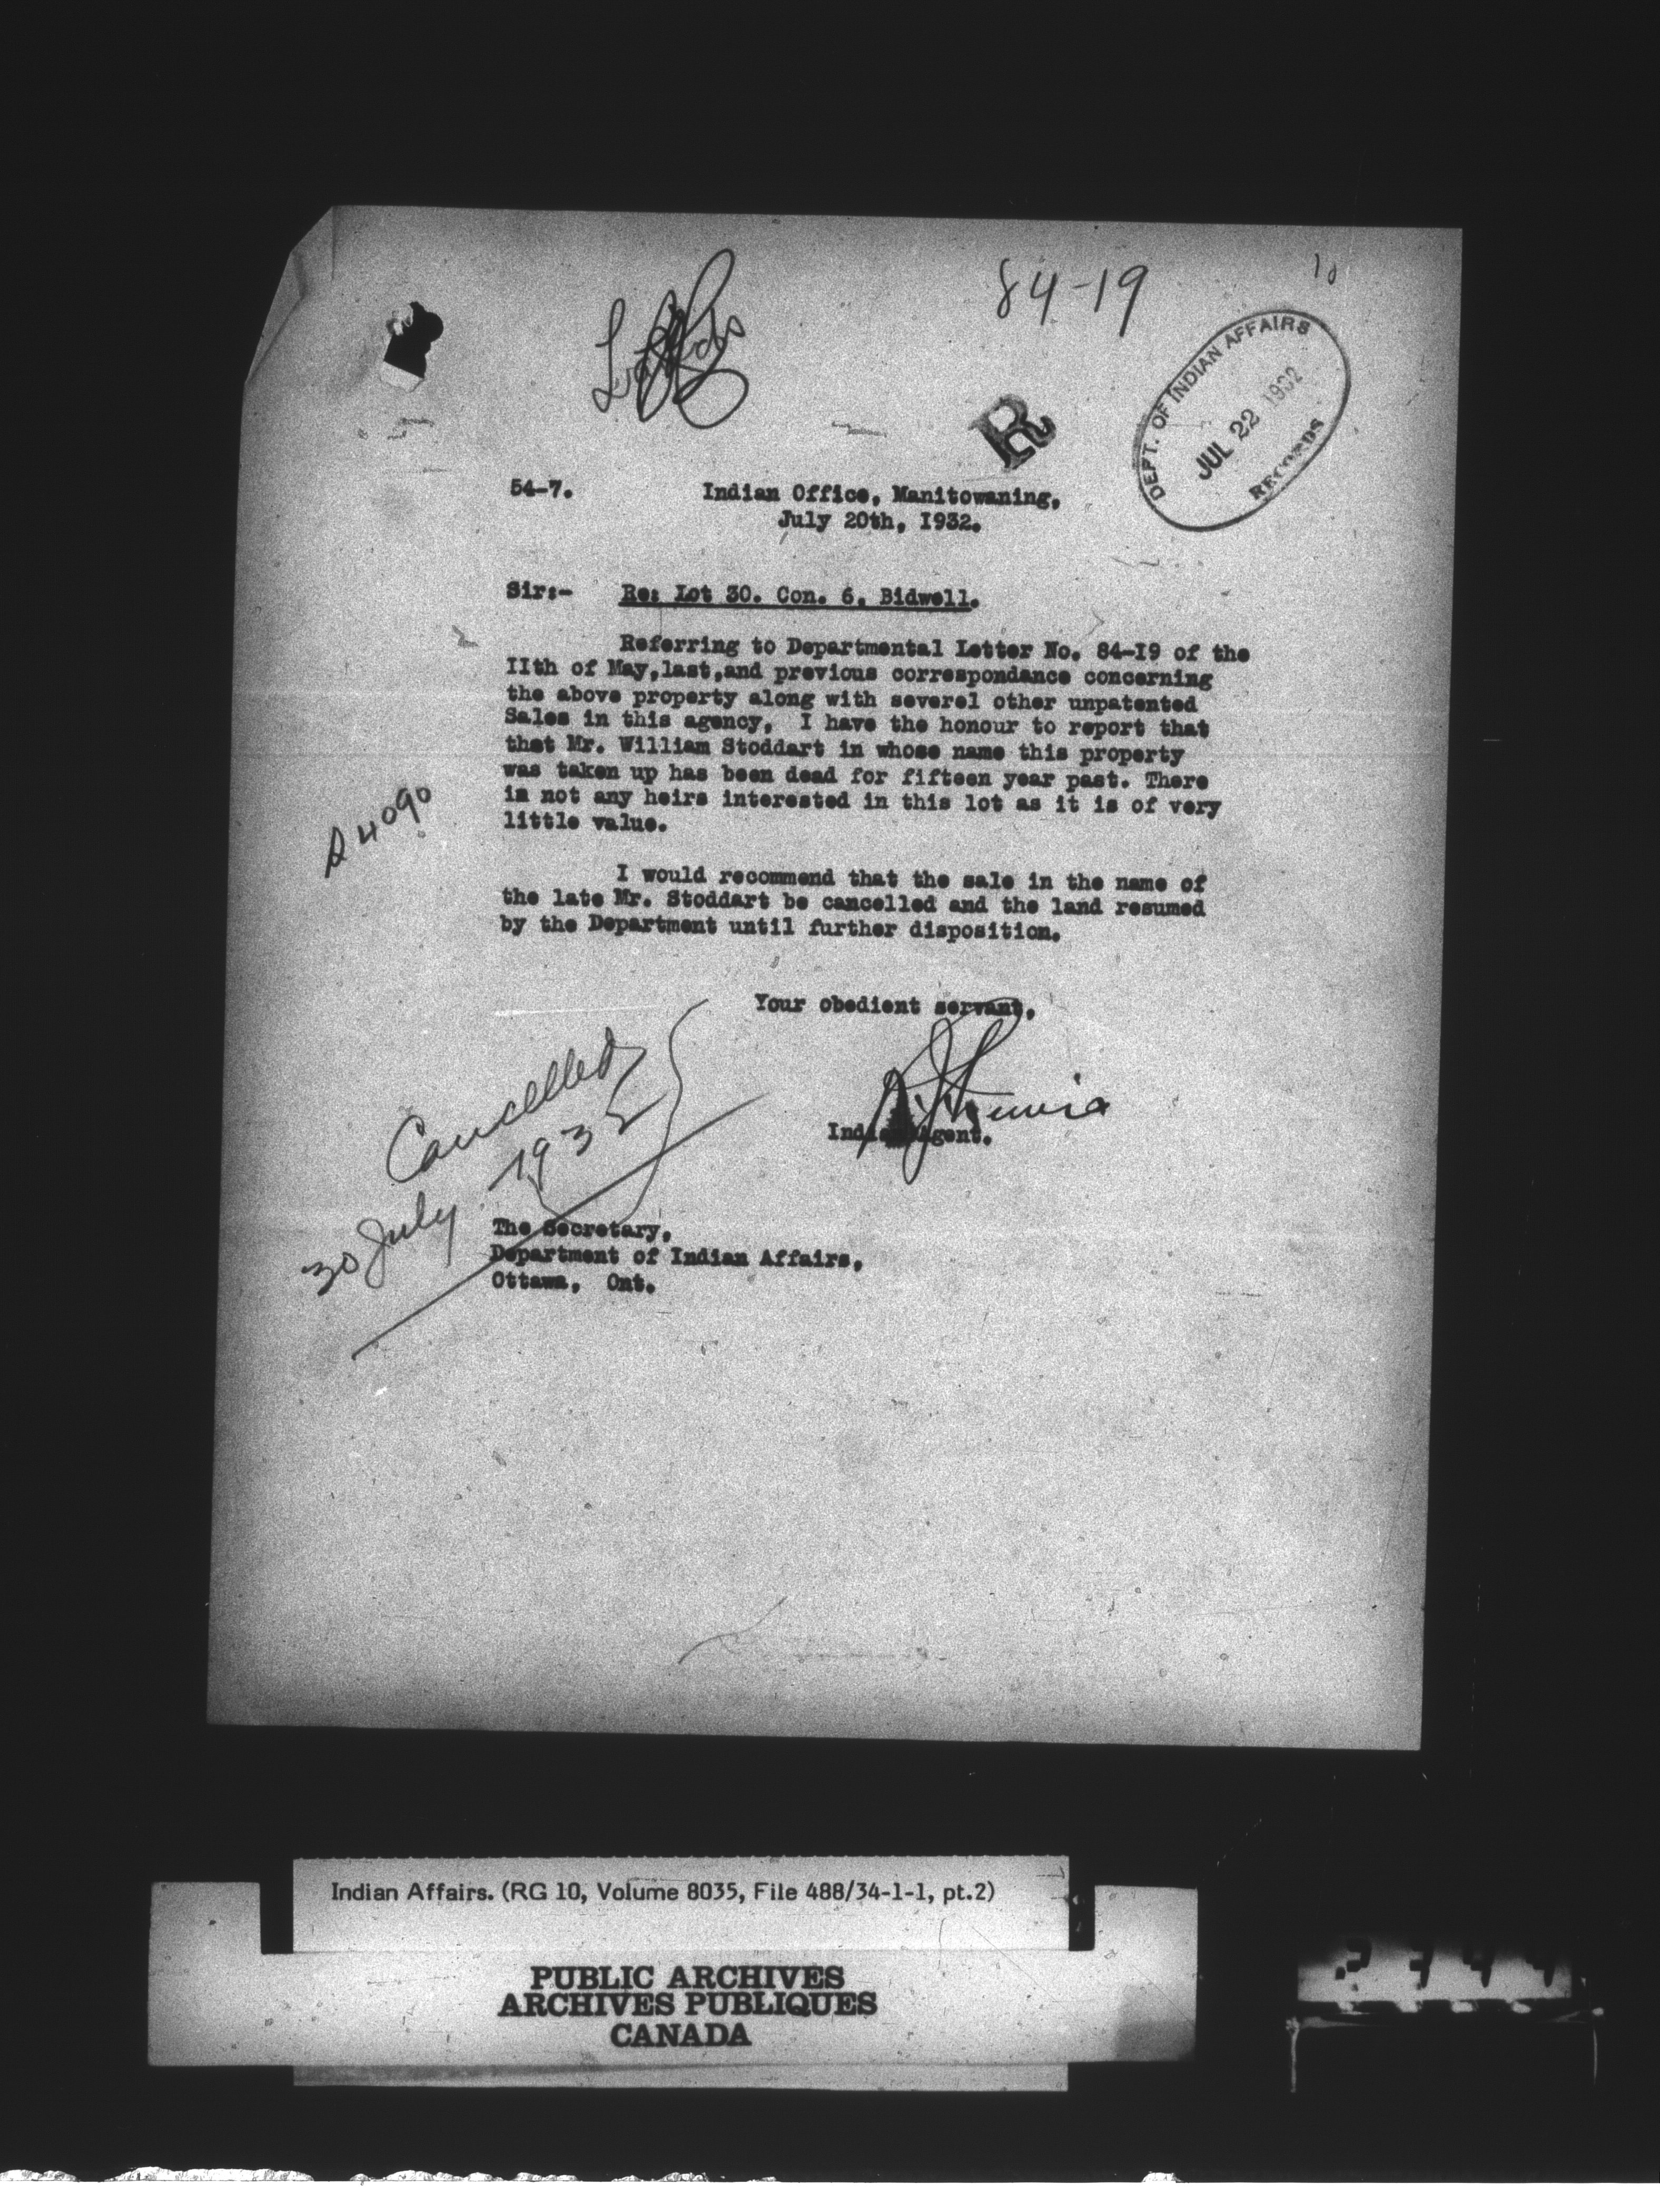 84-19
10
R
DEPT. OF INDIAN AFFAIRS
JUL 22 1932
RECORDS
54-7. Indian Office, Manitowaning,
July 20th, I932.
Sir:- Re: Lot 30. Con. 6, Bidwell.
Referring to Departmental Letter No. 84-I9 of the
IIth of May,last,and previous correspondance concerning
the above property along with severel other unpatented
Sales in this agency, I have the honour to report that
that Mr. William Stoddart in whose name this property
was taken up has been dead for fifteen year past. There
is not any heirs interested in this lot as it is of very
little value.
A4090
I would recommend that the sale in the name of
the late Mr. Stoddart be cancelled and the land resumed
by the Department until further disposition.
Your obedient servant,
Indian Agent.
Cancelled
30 July 1932
The Secretary,
Department of Indian Affairs,
Ottawa, Ont.
Indian Affairs. (RG 10, Volume 8035, File 488/34-1-1, pt.2)
PUBLIC ARCHIVES
ARCHIVES PUBLIQUES
CANADA